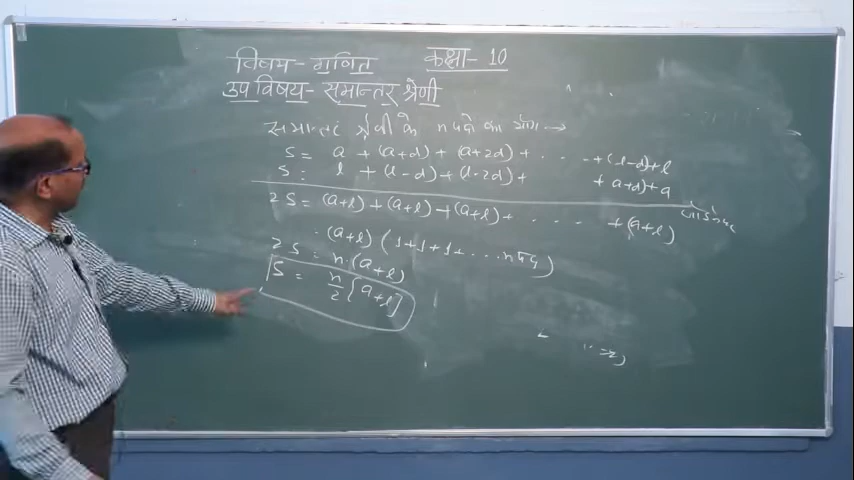 विषय- गणित कक्षा- 10
उप विषय- समान्तर श्रेणी
समान्तर श्रेणी के n पदो का योग →
S = a + (a+d) + (a+2d) + . . . . +(l-d)+l
S = l + (l-d)+(l-2d)+ + a+d)+a
2S = (a+l)+(a+l)+(a+l)+ . . . . +(a+l)
2S = (a+l) (1+1+1+...n पद)
= n.(a+l)
S = n/2 [a+l]